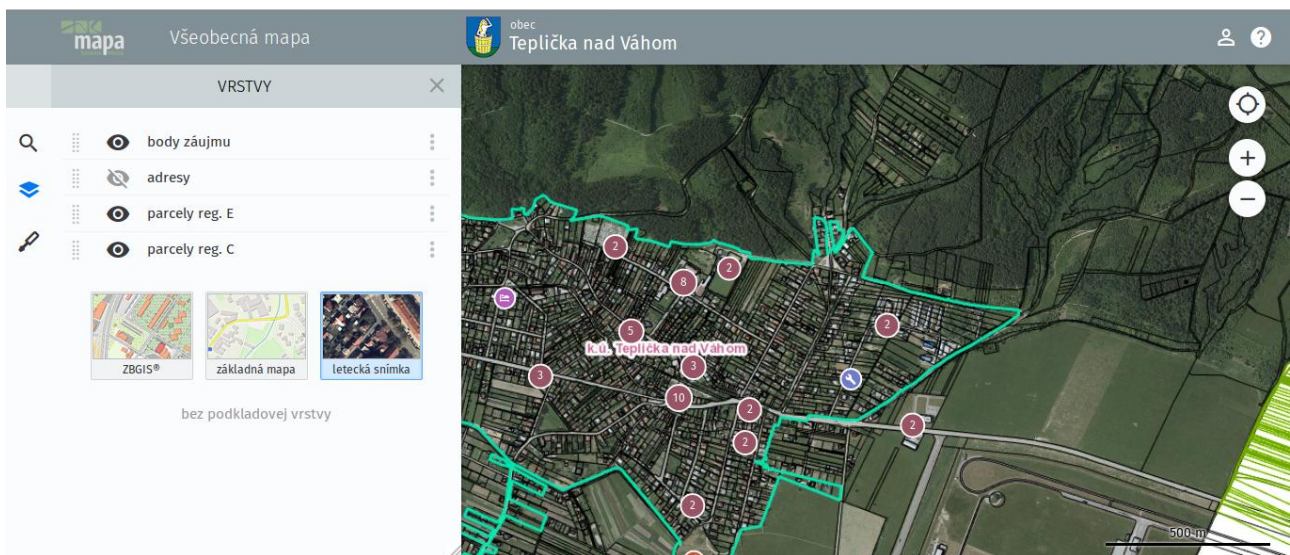 mapa
Všeobecná mapa
obec
Teplička nad Váhom
VRSTVY
body záujmu
adresy
parcely reg. E
parcely reg. C
ZBGIS®
základná mapa
letecká snímka
bez podkladovej vrstvy
2
2
8
2
5
k.ú. Teplička nad Váhom
3
3
10
2
2
2
2
500 m